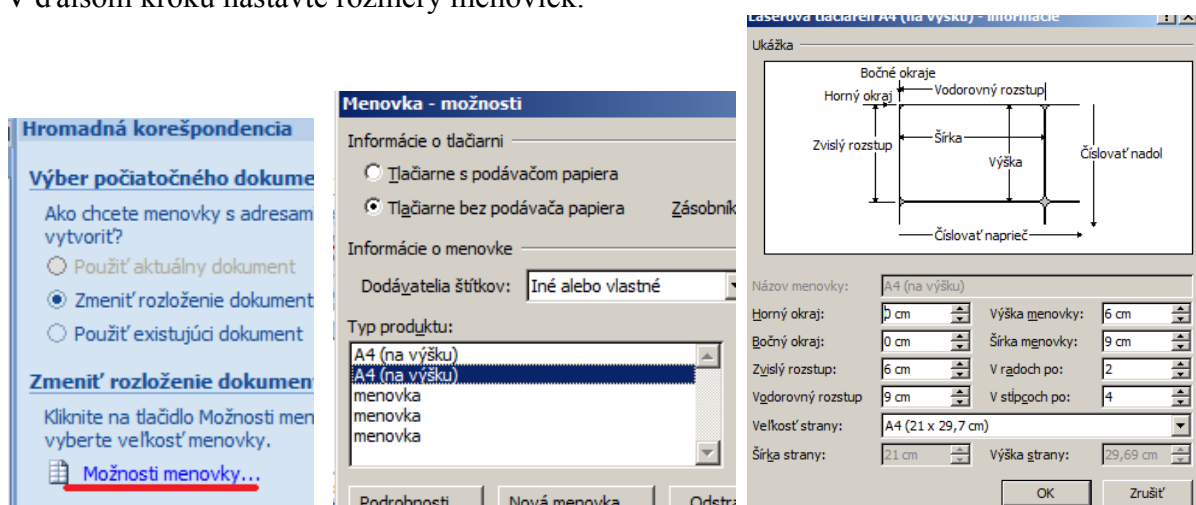 V ďalšom kroku nastavte rozmery menoviek.
Hromadná korešpondencia
Výber počiatočného dokume
Ako chcete menovky s adresam
vytvoriť?
Použiť aktuálny dokument
Zmeniť rozloženie dokument
Použiť existujúci dokument
Zmeniť rozloženie dokumen
Kliknite na tlačidlo Možnosti men
vyberte veľkosť menovky.
Možnosti menovky...
Menovka - možnosti
Informácie o tlačiarni
Tlačiarne s podávačom papiera
Tlačiarne bez podávača papiera Zásobník
Informácie o menovke
Dodávatelia štítkov: Iné alebo vlastné
Typ produktu:
A4 (na výšku)
A4 (na výšku)
menovka
menovka
menovka
Podrobnosti Nová menovka Odstra
Laserová tlačiareň A4 (na výšku) - Informácie
Ukážka
Bočné okraje
Horný okraj Vodorovný rozstup
Zvislý rozstup Šírka Výška Číslovať nadol
Číslovať naprieč
Názov menovky: A4 (na výšku)
Horný okraj: 0 cm Výška menovky: 6 cm
Bočný okraj: 0 cm Šírka menovky: 9 cm
Zvislý rozstup: 6 cm V radoch po: 2
Vodorovný rozstup 9 cm V stĺpcoch po: 4
Veľkosť strany: A4 (21 x 29,7 cm)
Šírka strany: 21 cm Výška strany: 29,69 cm
OK Zrušiť